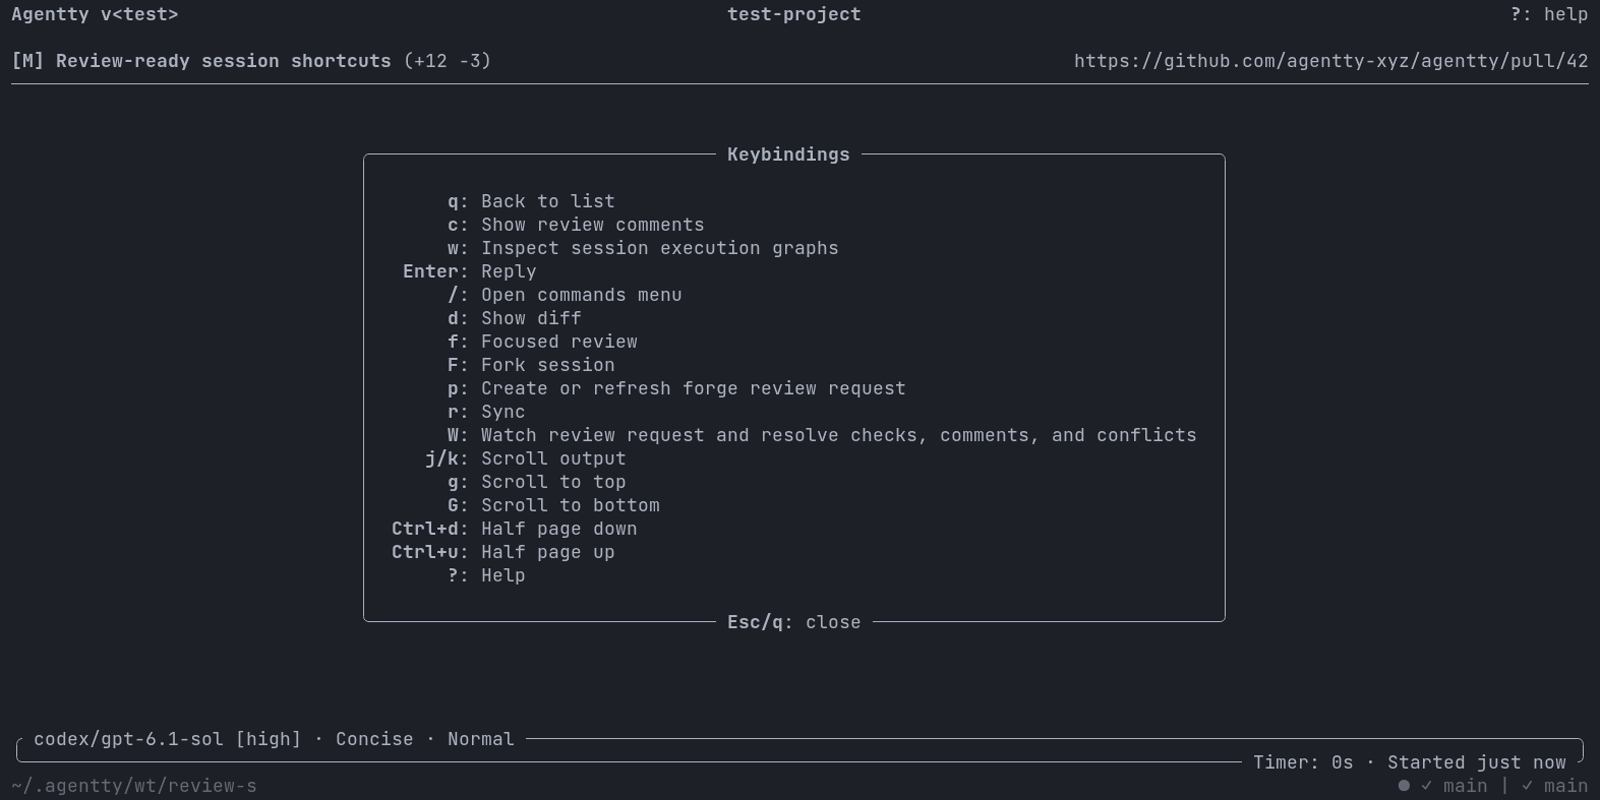 Agentty v<test> test-project ?: help
[M] Review-ready session shortcuts (+12 -3) https://github.com/agentty-xyz/agentty/pull/42
Keybindings
q: Back to list
c: Show review comments
w: Inspect session execution graphs
Enter: Reply
/: Open commands menu
d: Show diff
f: Focused review
F: Fork session
p: Create or refresh forge review request
r: Sync
W: Watch review request and resolve checks, comments, and conflicts
j/k: Scroll output
g: Scroll to top
G: Scroll to bottom
Ctrl+d: Half page down
Ctrl+u: Half page up
?: Help
Esc/q: close
codex/gpt-6.1-sol [high] · Concise · Normal
Timer: 0s · Started just now
~/.agentty/wt/review-s ● ✓ main | ✓ main